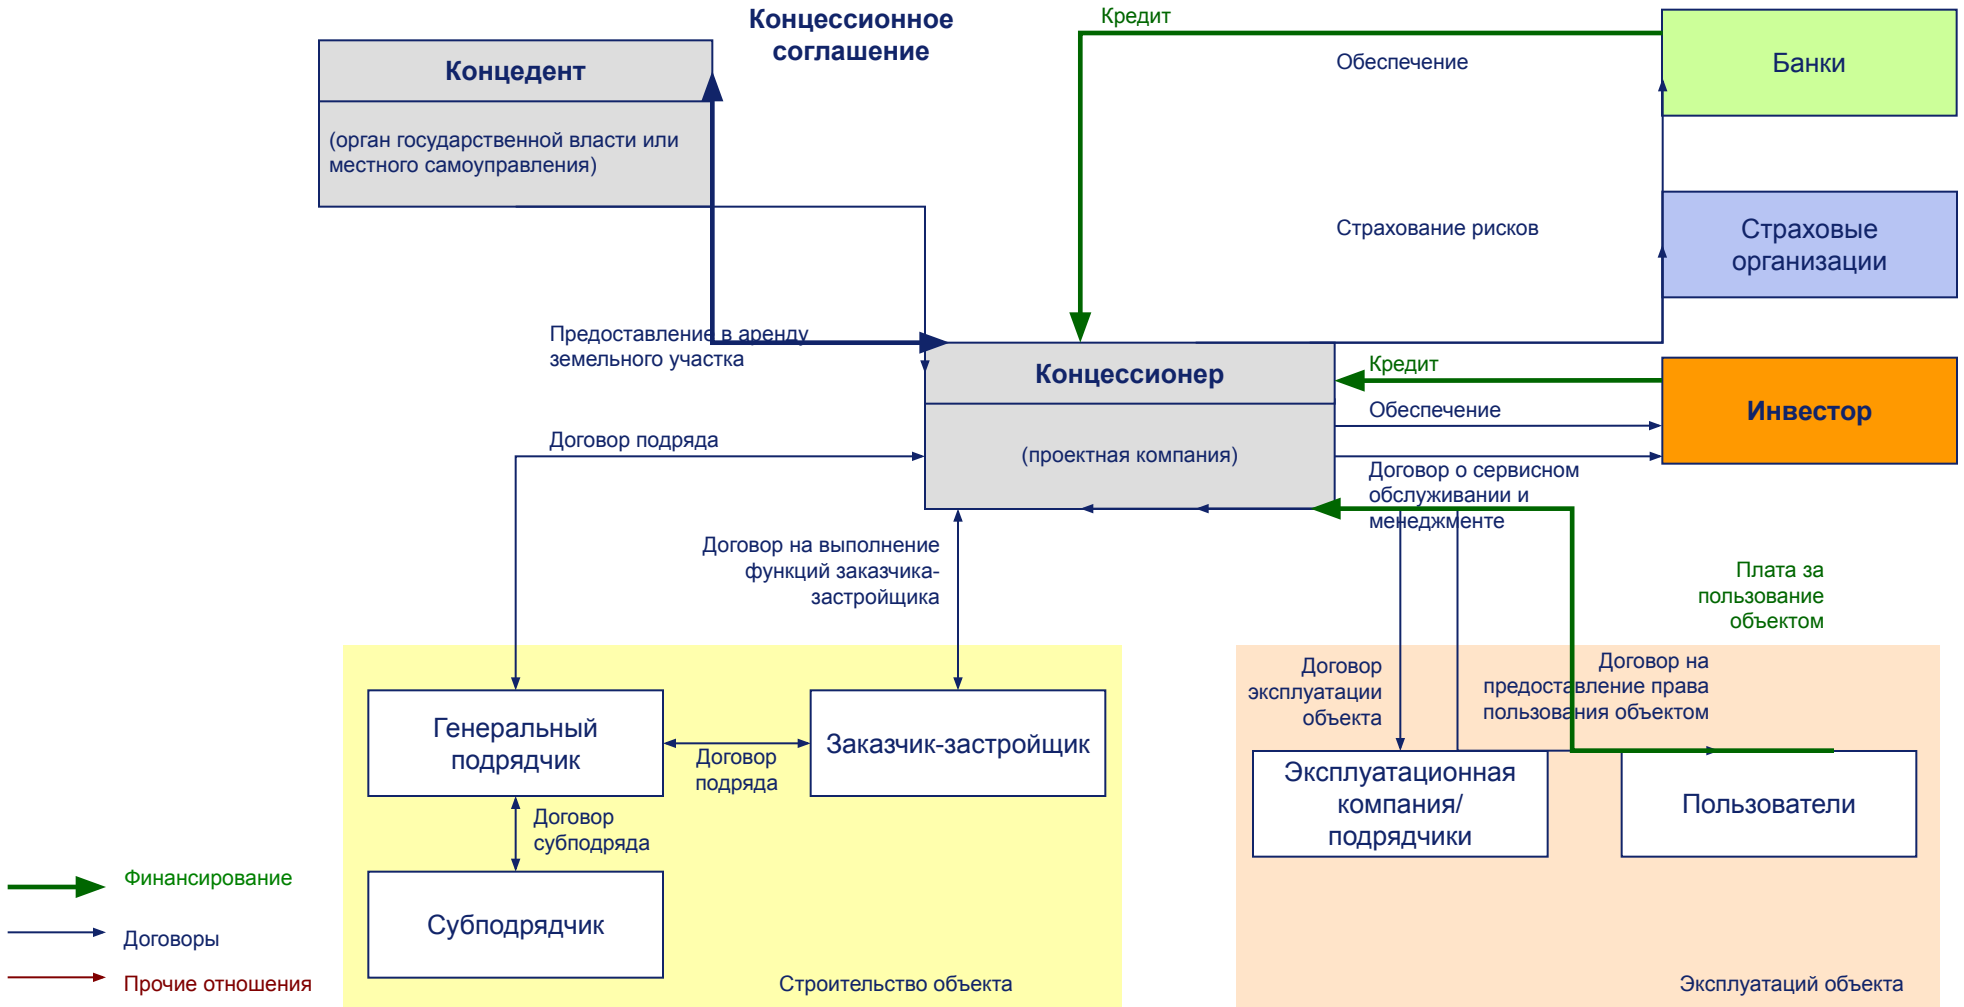 Концессионное
соглашение
Кредит
Концедент
(орган государственной власти или
местного самоуправления)
Обеспечение
Банки
Страхование рисков
Страховые
организации
Предоставление в аренду
земельного участка
Концессионер
(проектная компания)
Кредит
Обеспечение
Инвестор
Договор о сервисном
обслуживании и
менеджменте
Договор подряда
Договор на выполнение
функций заказчика-
застройщика
Плата за
пользование
объектом
Договор
эксплуатации
объекта
Договор на
предоставление права
пользования объектом
Генеральный
подрядчик
Договор
подряда
Заказчик-застройщик
Эксплуатационная
компания/
подрядчики
Пользователи
Договор
субподряда
Субподрядчик
Финансирование
Договоры
Прочие отношения
Строительство объекта
Эксплуатаций объекта